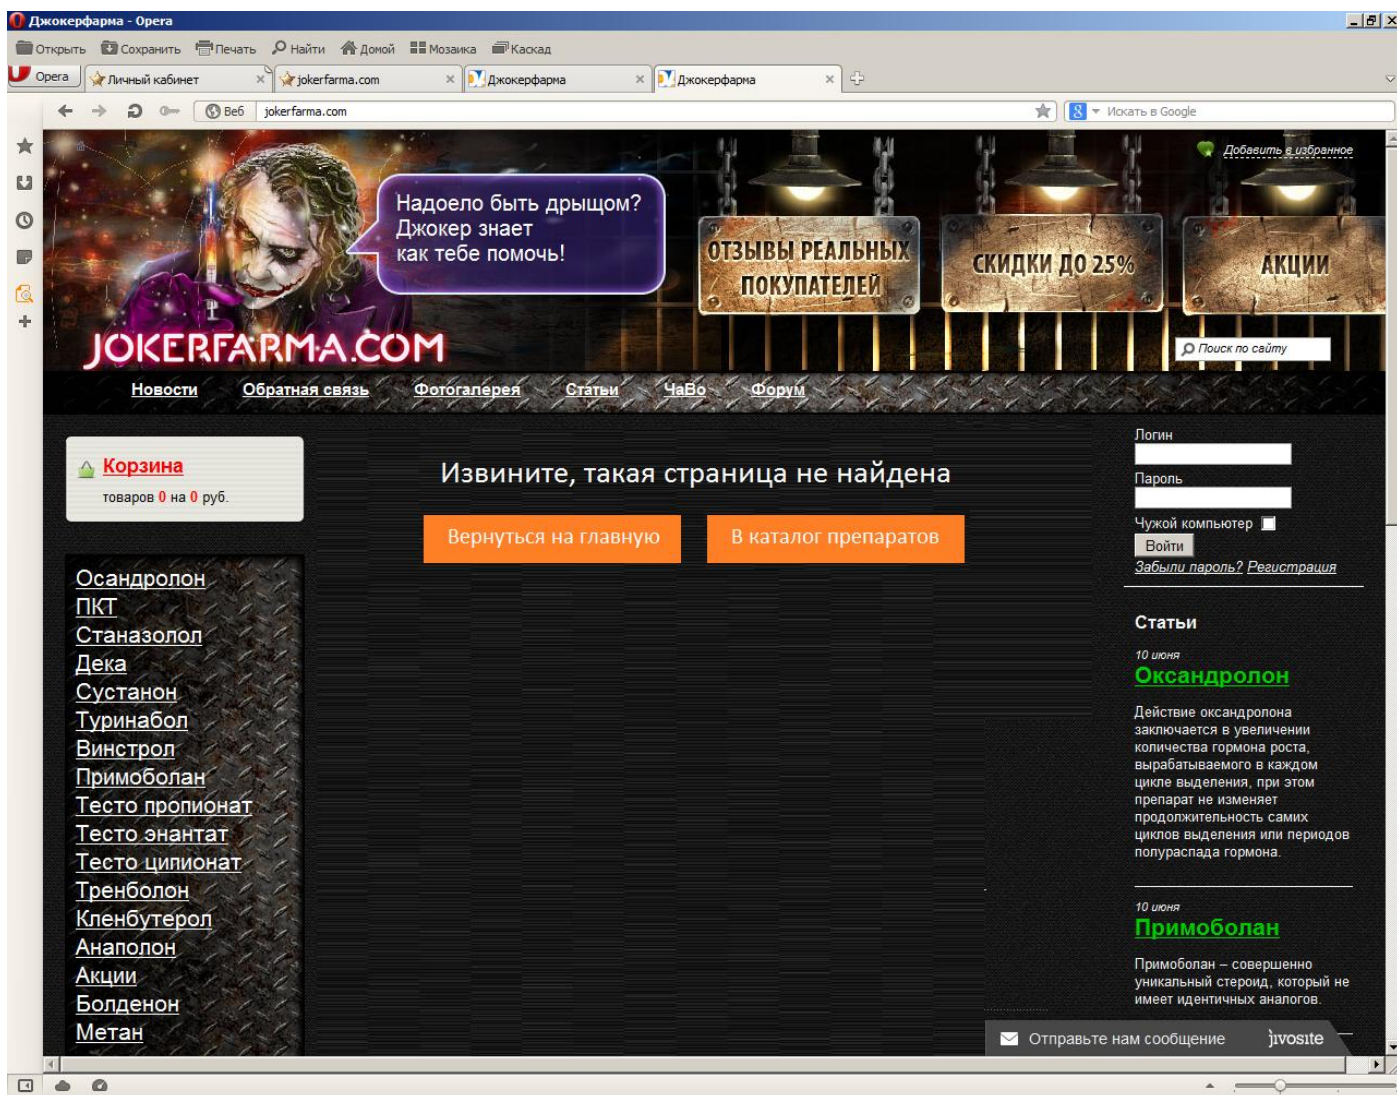 Джокерфарма - Opera
Открыть Сохранить Печать Найти Домой Мозаика Каскад
Opera Личный кабинет jokerfarma.com Джокерфарма Джокерфарма
Веб jokerfarma.com Искать в Google
Добавить в избранное
Надоело быть дрыщом?
Джокер знает
как тебе помочь!
ОТЗЫВЫ РЕАЛЬНЫХ
ПОКУПАТЕЛЕЙ
СКИДКИ ДО 25%
АКЦИИ
JOKERFARMA.COM
Поиск по сайту
Новости Обратная связь Фотогалерея Статьи ЧаВо Форум
Корзина
товаров 0 на 0 руб.
Осандролон
ПКТ
Станазолол
Дека
Сустанон
Туринабол
Винстрол
Примоболан
Тесто пропионат
Тесто энантат
Тесто ципионат
Тренболон
Кленбутерол
Анаполон
Акции
Болденон
Метан
Извините, такая страница не найдена
Вернуться на главную
В каталог препаратов
Логин
Пароль
Чужой компьютер
Войти
Забыли пароль? Регистрация
Статьи
10 июня
Оксандролон
Действие оксандролона
заключается в увеличении
количества гормона роста,
вырабатываемого в каждом
цикле выделения, при этом
препарат не изменяет
продолжительность самих
циклов выделения или периодов
полураспада гормона.
10 июня
Примоболан
Примоболан – совершенно
уникальный стероид, который не
имеет идентичных аналогов.
Отправьте нам сообщение jivosite